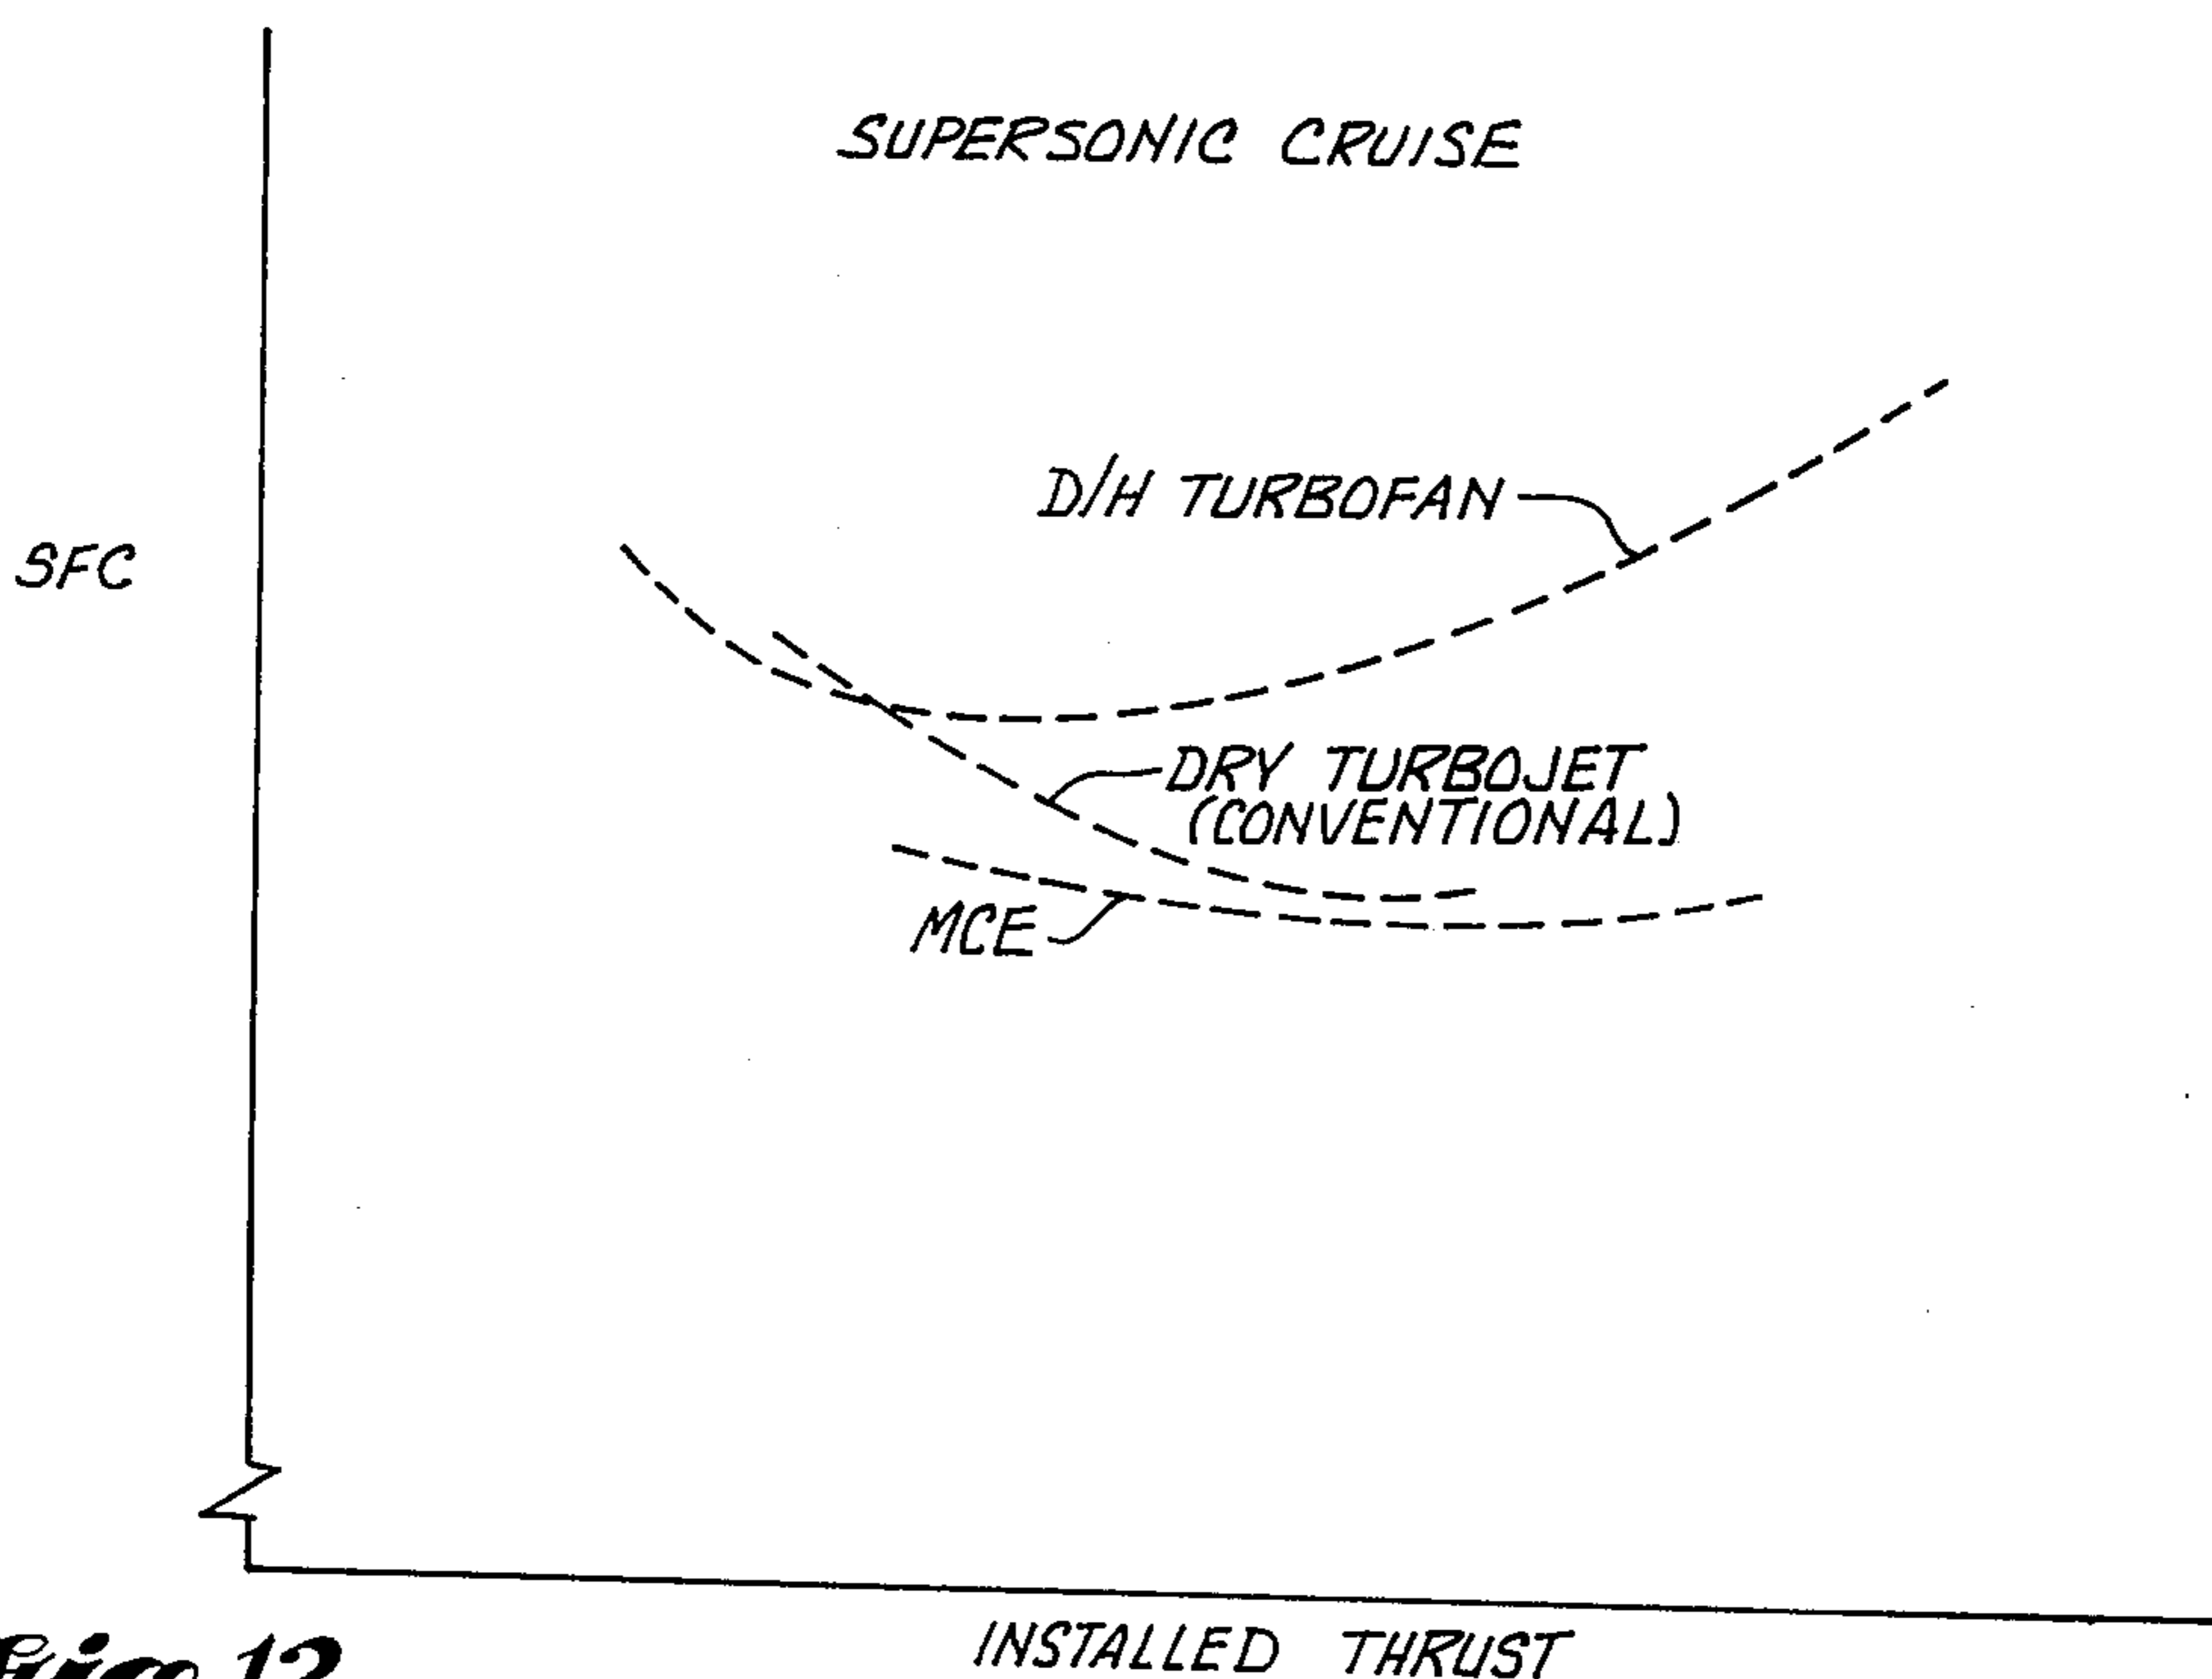 SUPERSONIC CRUISE
D/H TURBOFAN
SFC
DRY TURBOJET
(CONVENTIONAL)
MCE
INSTALLED THRUST